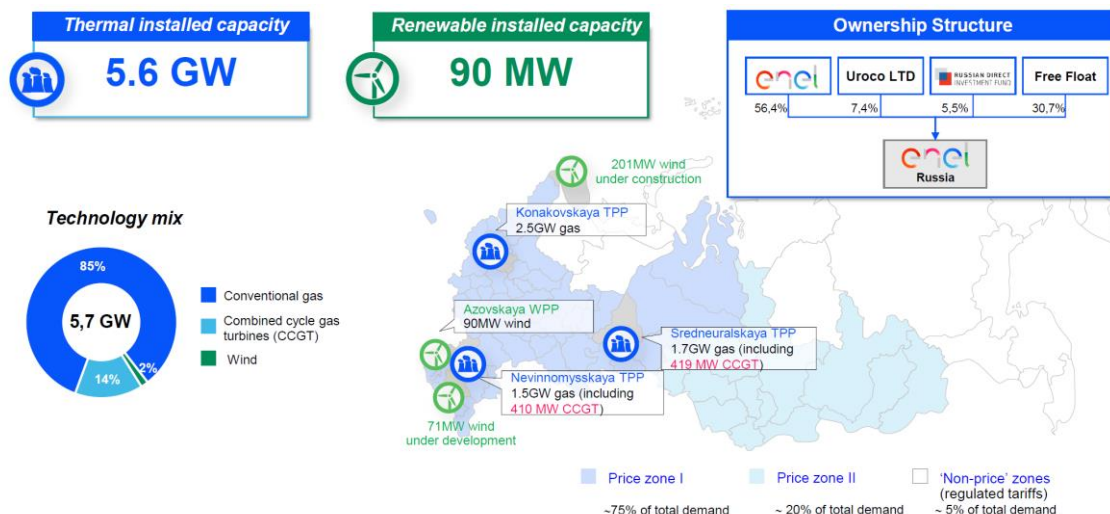 Thermal installed capacity
5.6 GW
Renewable installed capacity
90 MW
Ownership Structure
enel
Uroco LTD
RUSSIAN DIRECT
INVESTMENT FUND
Free Float
56,4%
7,4%
5,5%
30,7%
enel
Russia
201MW wind
under construction
Konakovskaya TPP
2.5GW gas
Technology mix
85%
5,7 GW
14%
2%
Conventional gas
Combined cycle gas
turbines (CCGT)
Wind
Azovskaya WPP
90MW wind
Sredneuralskaya TPP
1.7GW gas (including
419 MW CCGT)
Nevinnomysskaya TPP
1.5GW gas (including
410 MW CCGT)
71MW wind
under development
Price zone I
~75% of total demand
Price zone II
~ 20% of total demand
'Non-price' zones
(regulated tariffs)
~ 5% of total demand